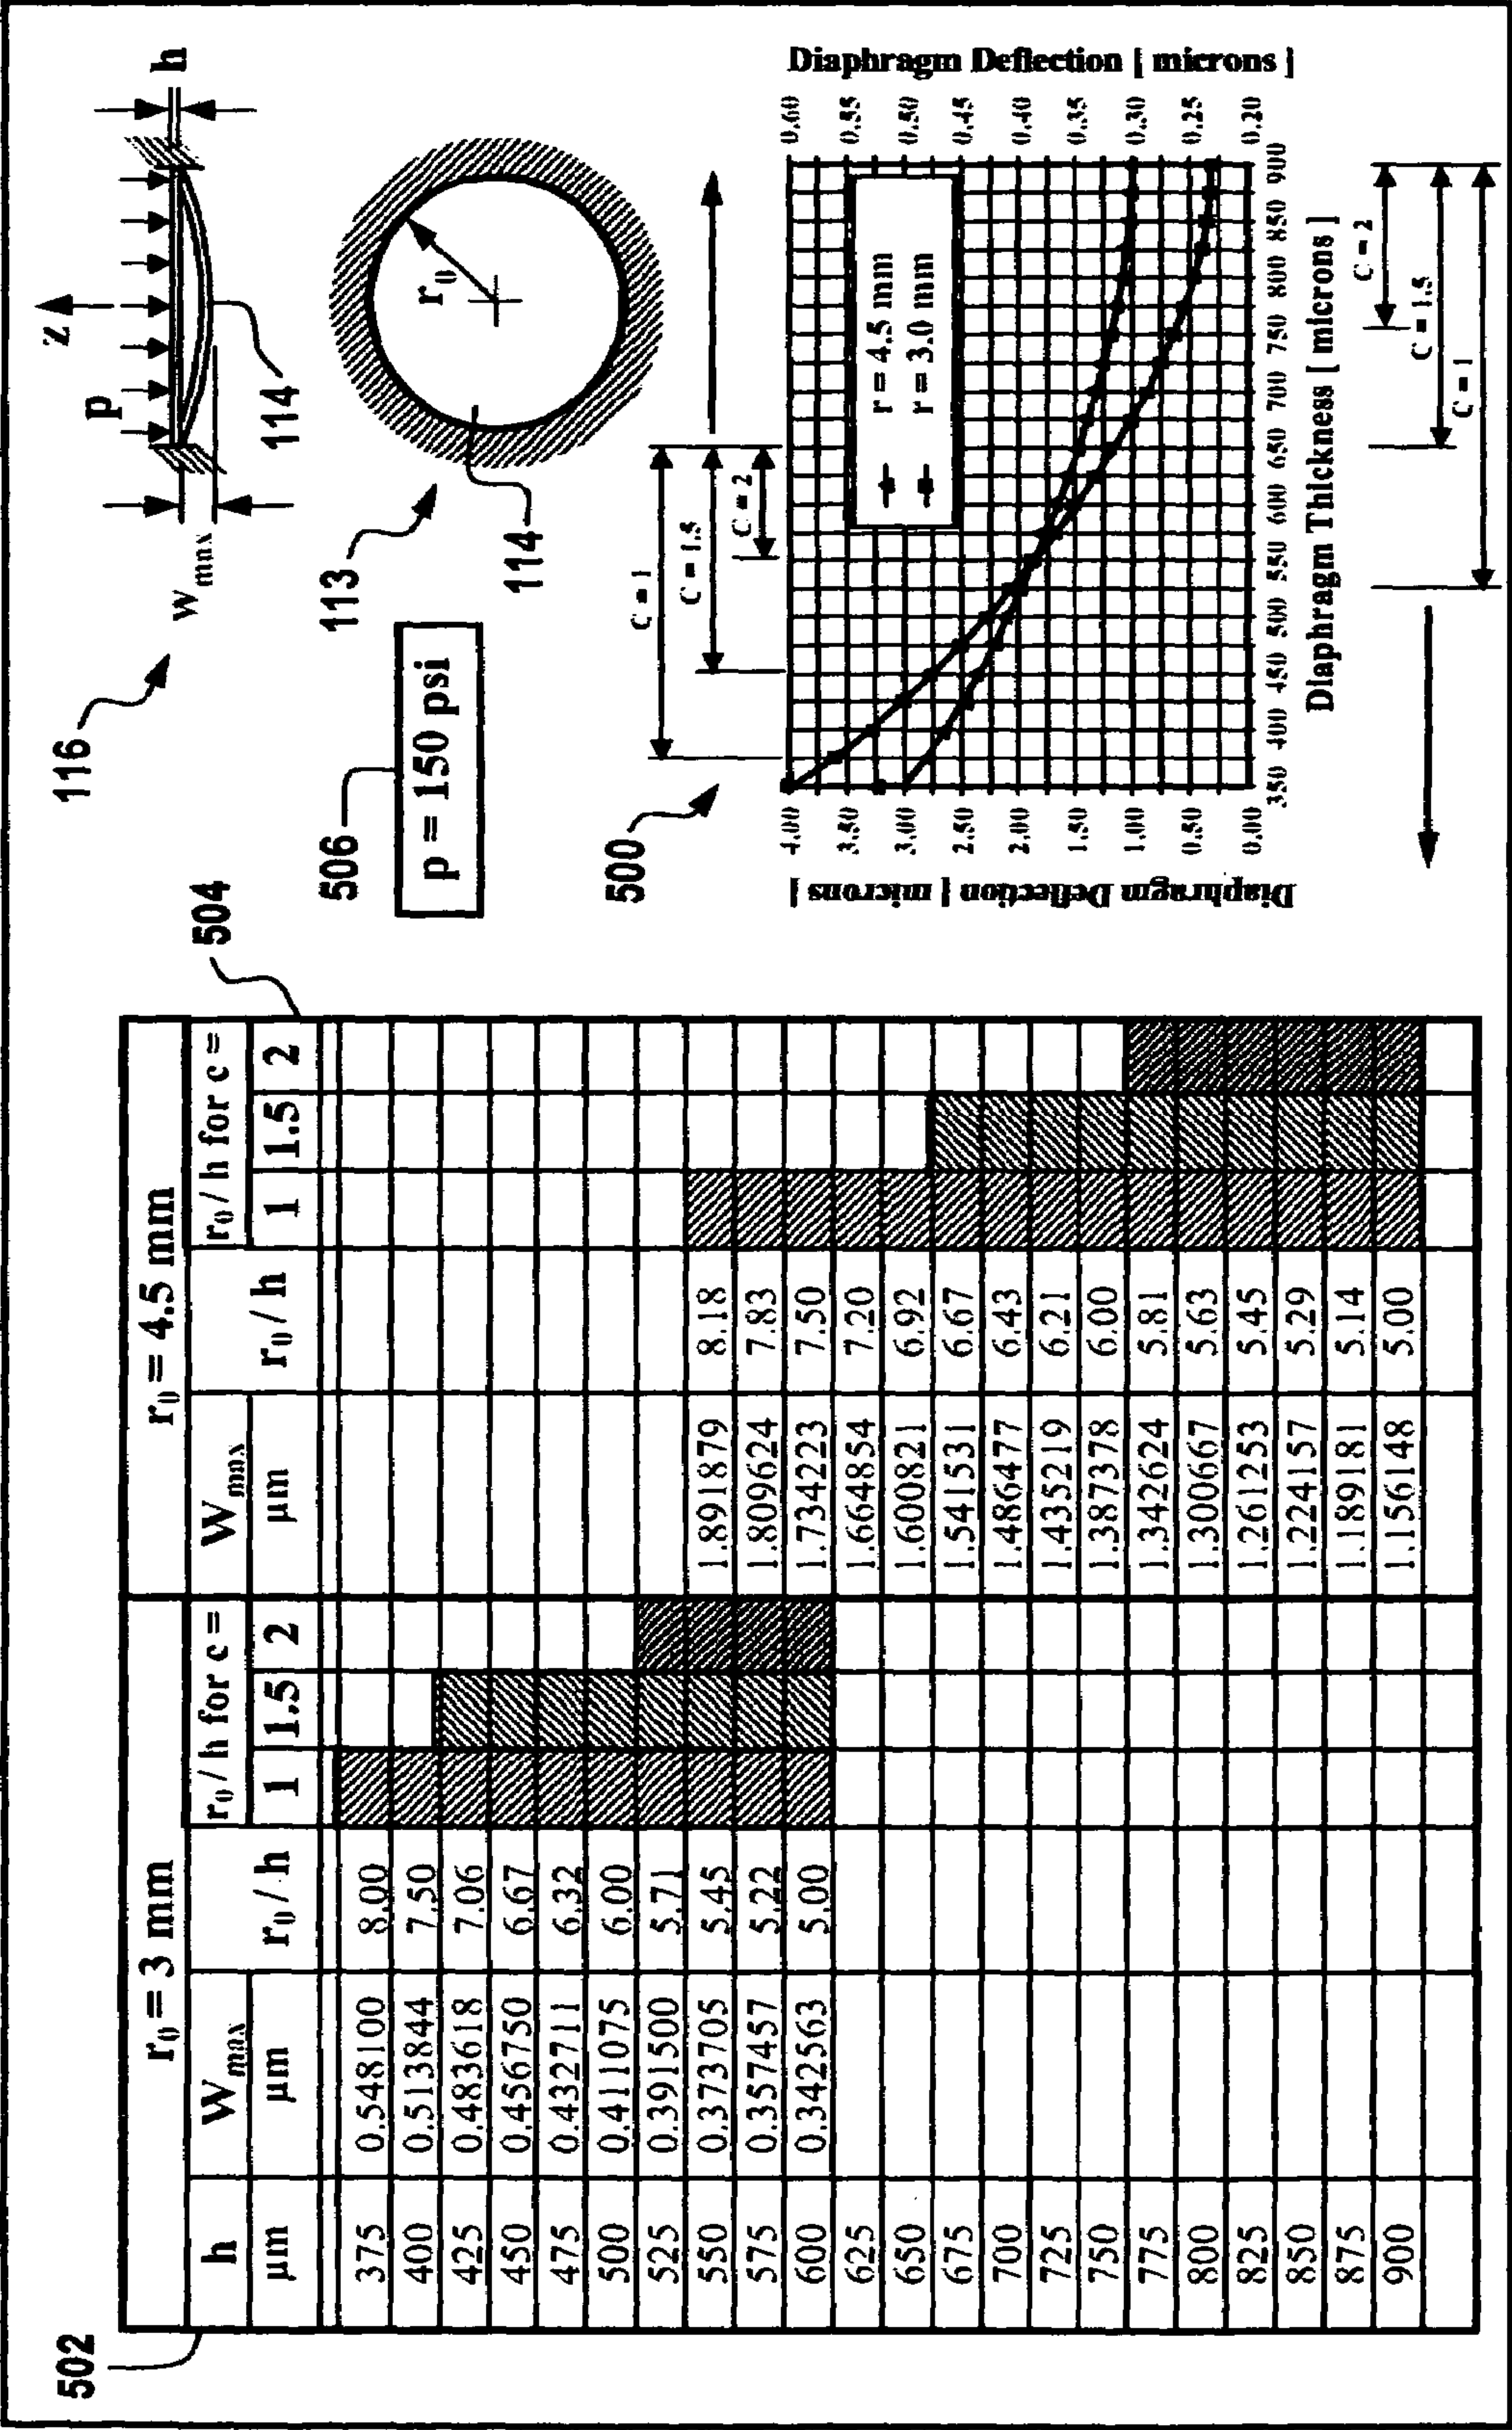 502
504
r₀ = 3 mm r₀ = 4.5 mm
h Wmax r₀ / h r₀ / h for c = Wmax r₀ / h r₀ / h for c =
µm µm 1 1.5 2 µm 1 1.5 2
375 0.548100 8.00
400 0.513844 7.50
425 0.483618 7.06
450 0.456750 6.67
475 0.432711 6.32
500 0.411075 6.00
525 0.391500 5.71
550 0.373705 5.45 1.891879 8.18
575 0.357457 5.22 1.809624 7.83
600 0.342563 5.00 1.734223 7.50
625 1.664854 7.20
650 1.600821 6.92
675 1.541531 6.67
700 1.486477 6.43
725 1.435219 6.21
750 1.387378 6.00
775 1.342624 5.81
800 1.300667 5.63
825 1.261253 5.45
850 1.224157 5.29
875 1.189181 5.14
900 1.156148 5.00
116
p
z
h
Wmax
114
506
p = 150 psi
113
r₀
114
500
C = 1
C = 1.5
C = 2
Diaphragm Deflection [ microns ]
4.00
3.50
3.00
2.50
2.00
1.50
1.00
0.50
0.00
r = 4.5 mm
r = 3.0 mm
0.60
0.55
0.50
0.45
0.40
0.35
0.30
0.25
0.20
Diaphragm Deflection [ microns ]
350 400 450 500 550 600 650 700 750 800 850 900
Diaphragm Thickness [ microns ]
C = 2
C = 1.5
C = 1